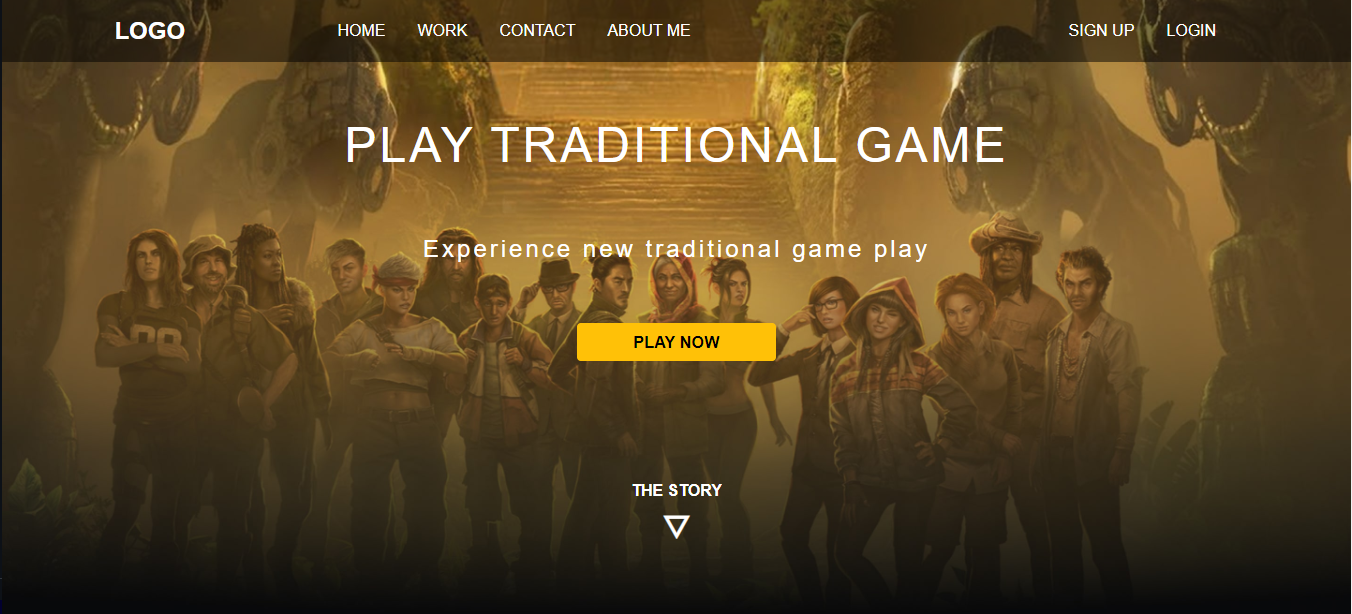 LOGO HOME WORK CONTACT ABOUT ME SIGN UP LOGIN
PLAY TRADITIONAL GAME
Experience new traditional game play
PLAY NOW
THE STORY